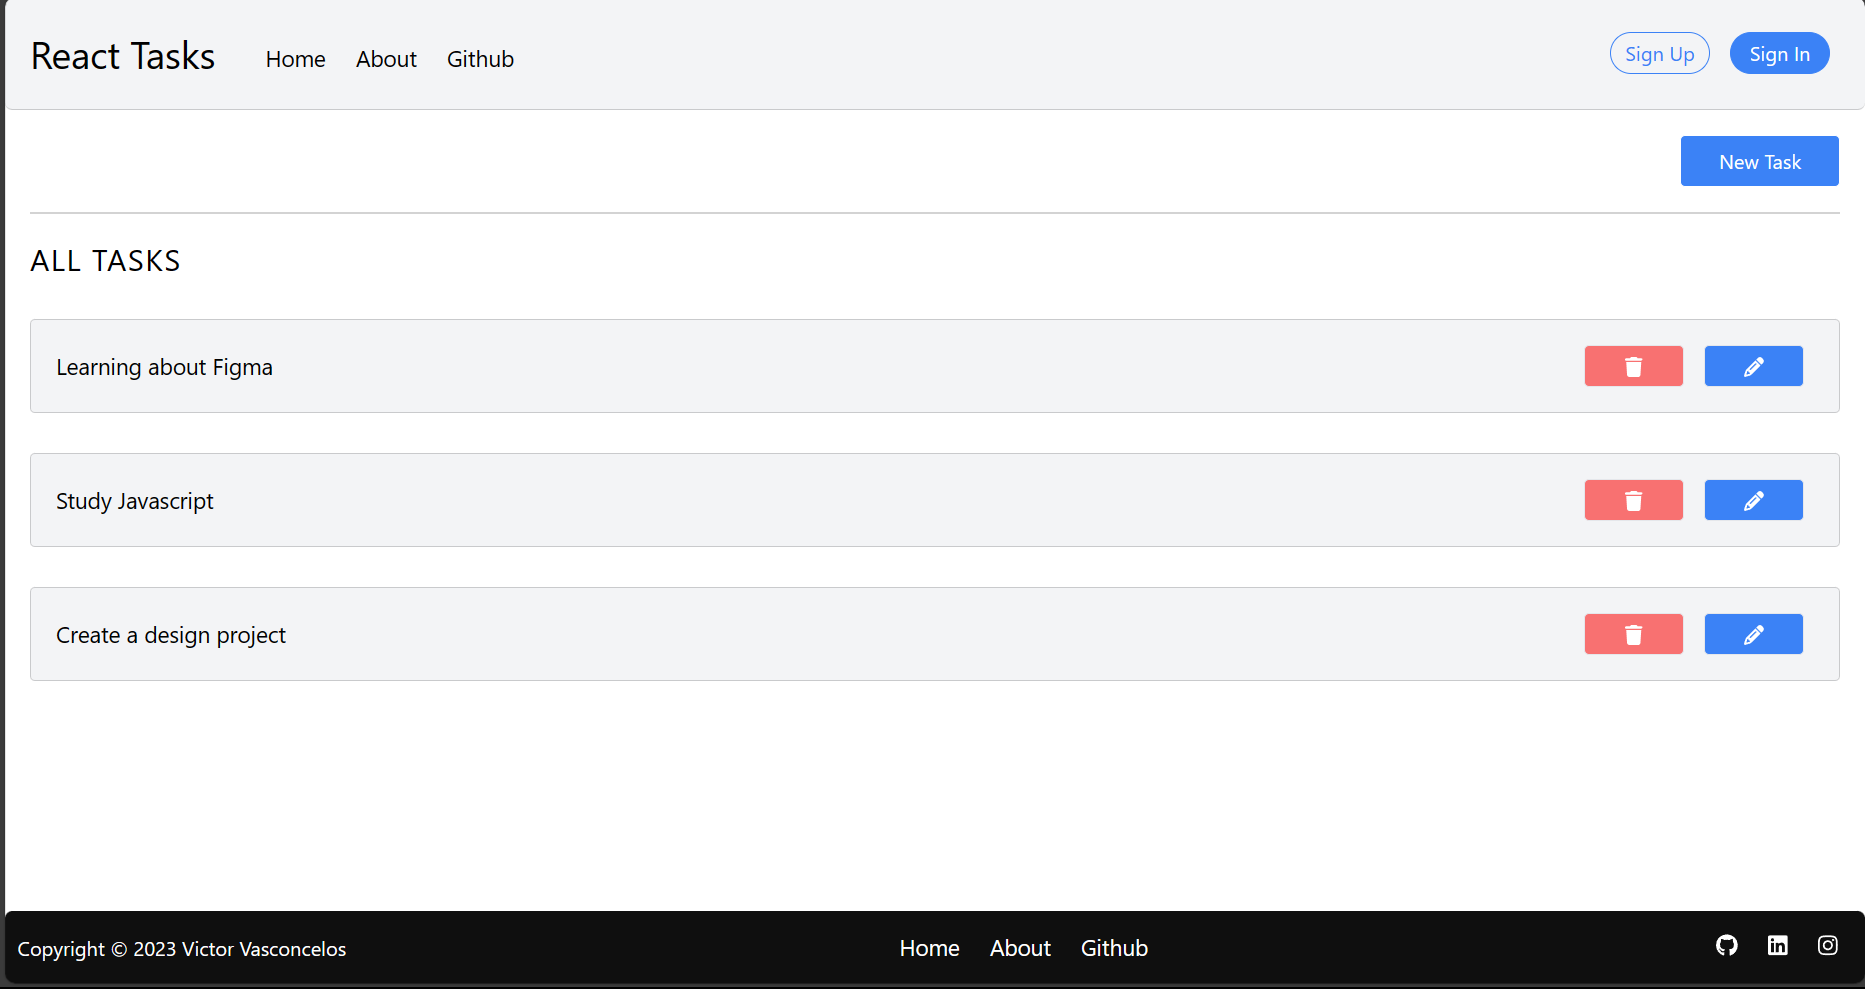 React Tasks Home About Github Sign Up Sign In
New Task
ALL TASKS
Learning about Figma
Study Javascript
Create a design project
Copyright © 2023 Victor Vasconcelos Home About Github